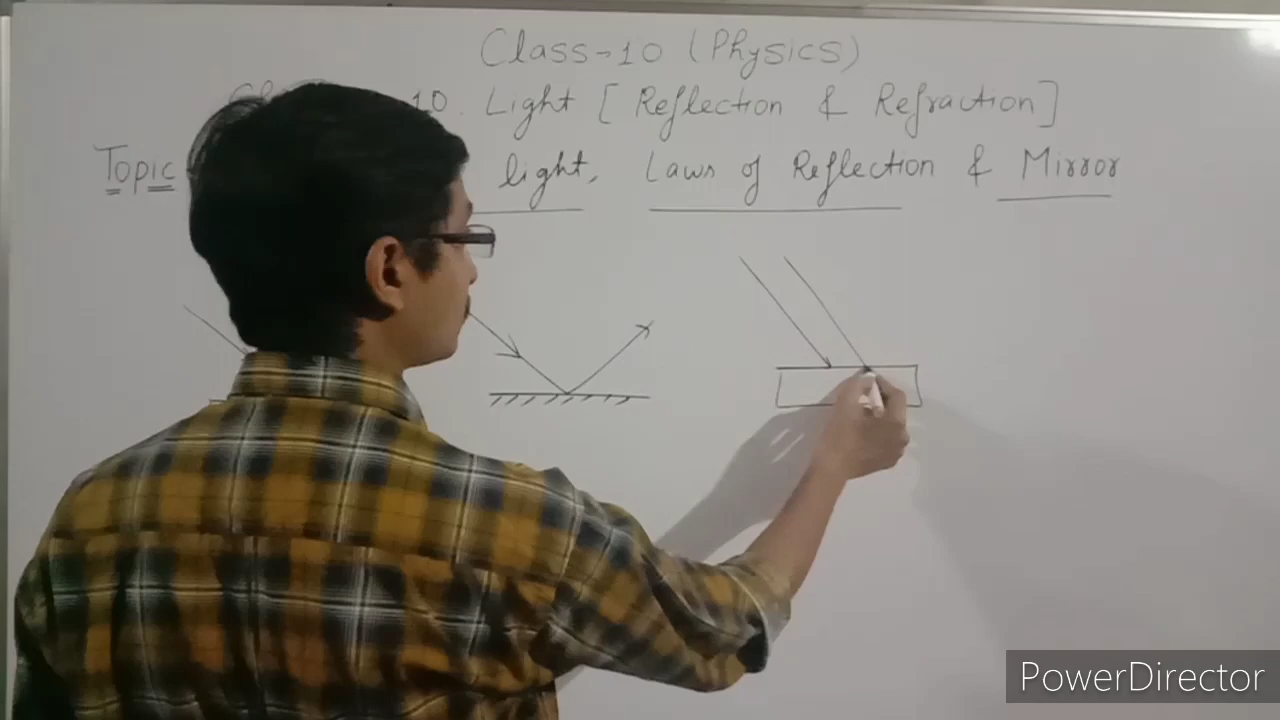 Class-10 (Physics)
10. Light [Reflection & Refraction]
Topic light, Laws of Reflection & Mirror
PowerDirector